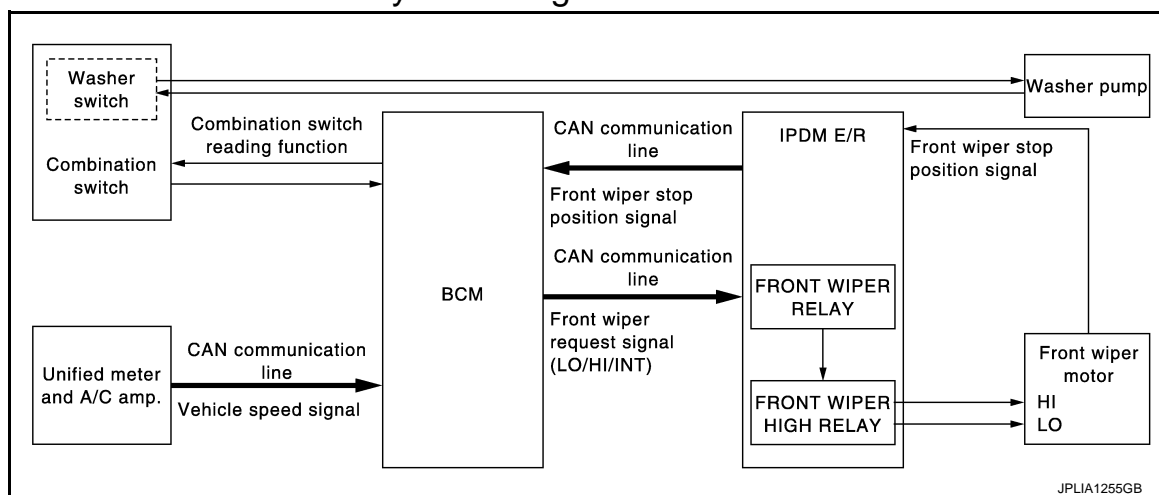 Washer
switch
Combination
switch
Combination switch
reading function
Washer pump
CAN communication
line
Front wiper stop
position signal
IPDM E/R
Front wiper stop
position signal
BCM
CAN communication
line
Front wiper
request signal
(LO/HI/INT)
FRONT WIPER
RELAY
FRONT WIPER
HIGH RELAY
Unified meter
and A/C amp.
CAN communication
line
Vehicle speed signal
Front wiper
motor
HI
LO
JPLIA1255GB